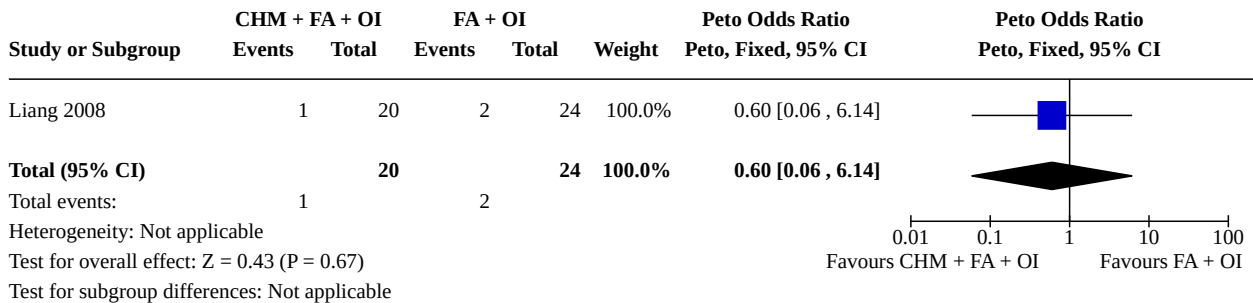 CHM + FA + OI FA + OI Peto Odds Ratio Peto Odds Ratio
Study or Subgroup Events Total Events Total Weight Peto, Fixed, 95% CI Peto, Fixed, 95% CI
Liang 2008 1 20 2 24 100.0% 0.60 [0.06 , 6.14]
Total (95% CI) 20 24 100.0% 0.60 [0.06 , 6.14]
Total events: 1 2
Heterogeneity: Not applicable 0.01 0.1 1 10 100
Test for overall effect: Z = 0.43 (P = 0.67) Favours CHM + FA + OI Favours FA + OI
Test for subgroup differences: Not applicable